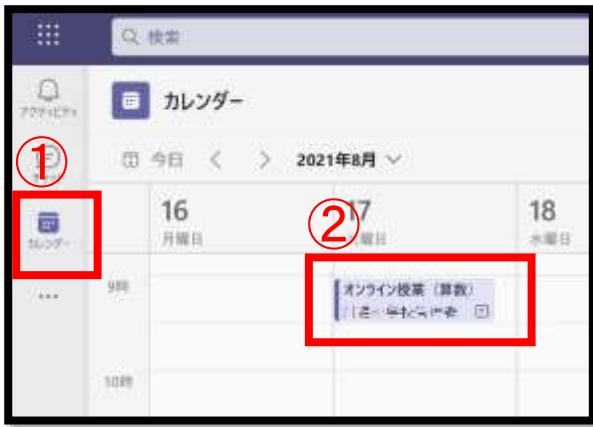 検索
アクティビティ
カレンダー
①
今日 < > 2021年8月
16
月曜日
②
17
火曜日
18
水曜日
カレンダー
9時
オンライン授業（算数）
10時